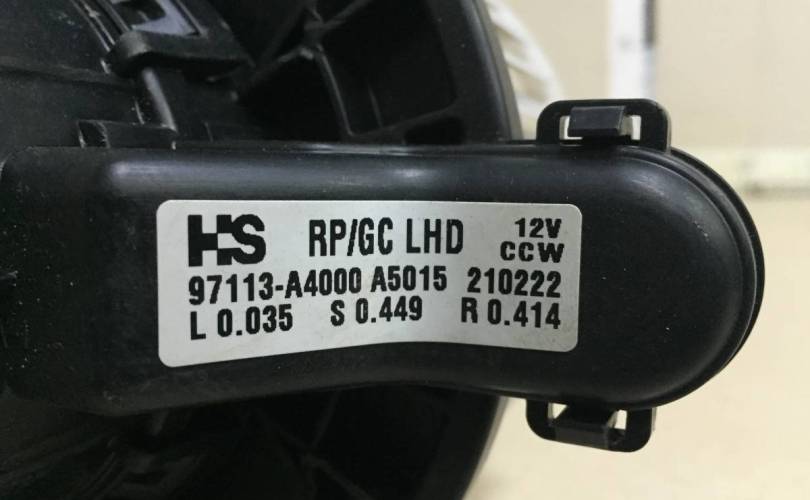 HS RP/GC LHD 12V
CCW
97113-A4000 A5015 210222
L 0.035 S 0.449 R 0.414